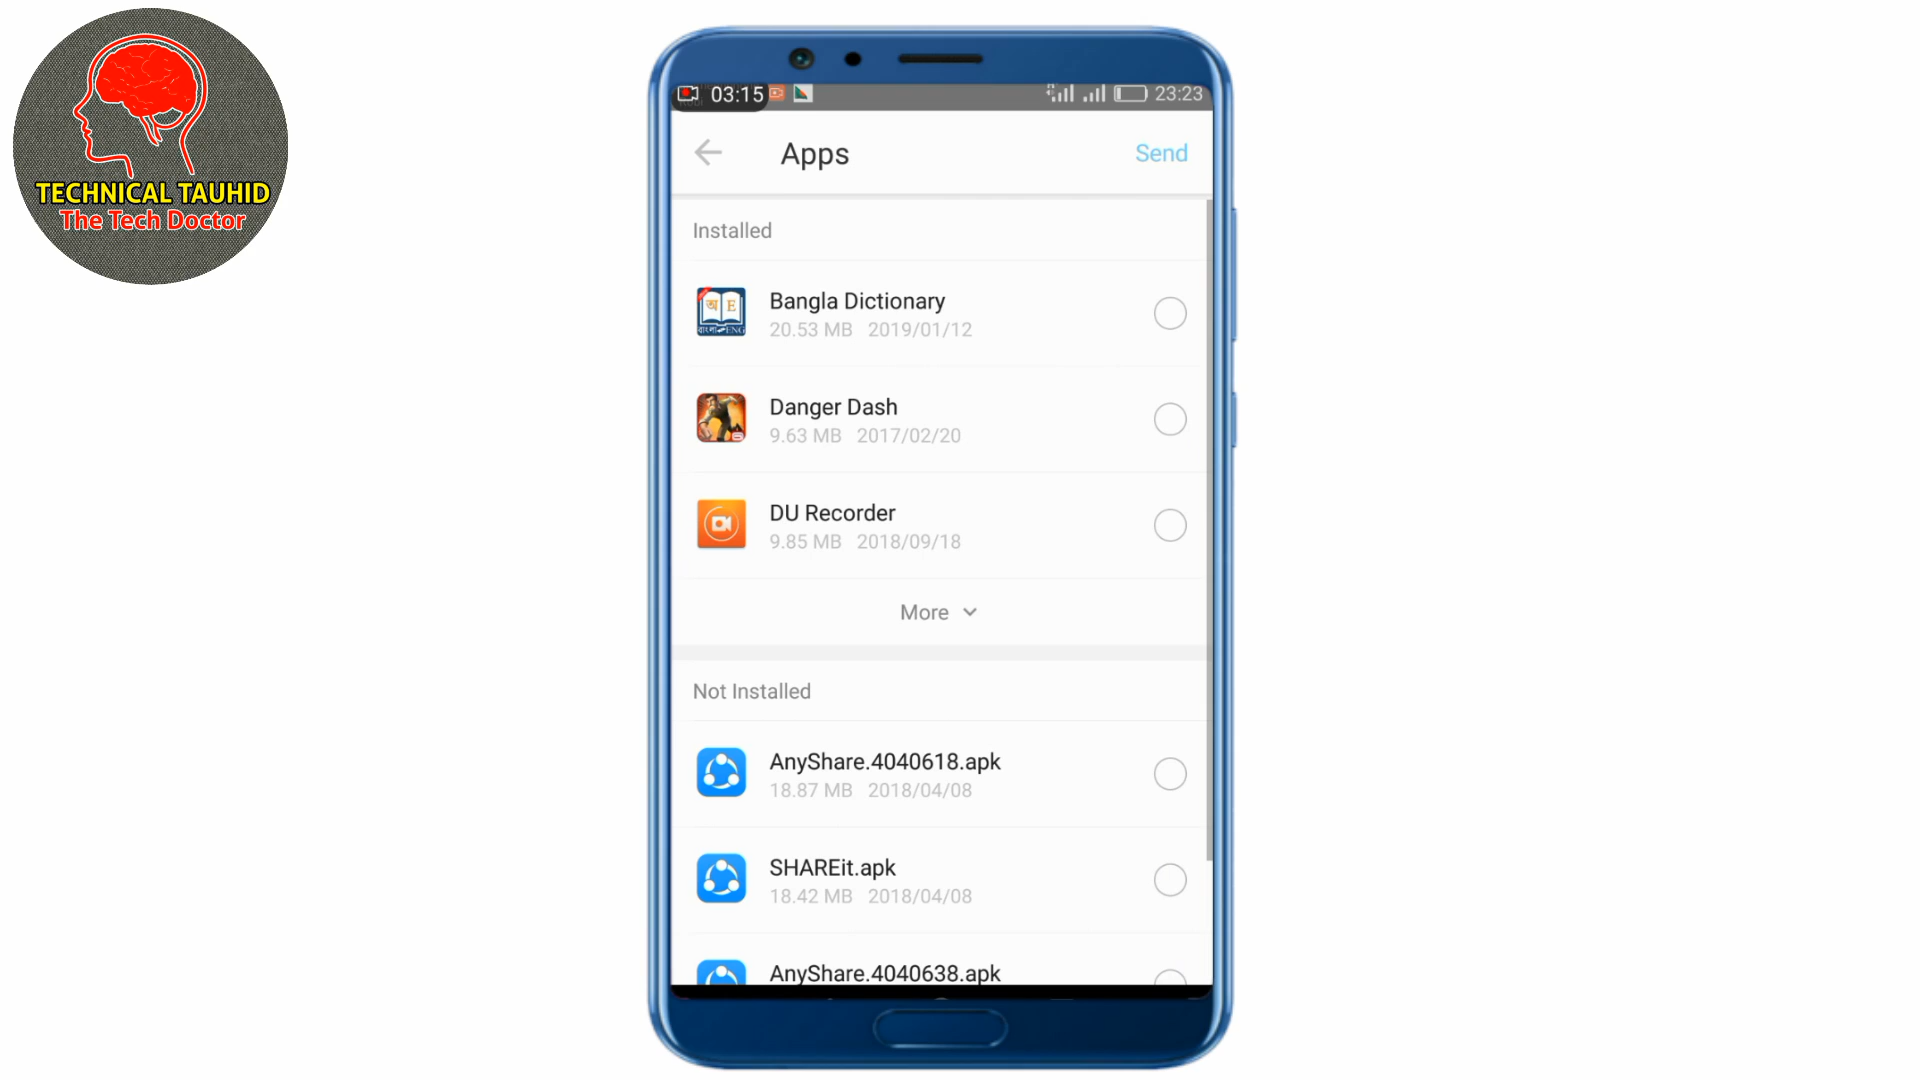 TECHNICAL TAUHID
The Tech Doctor
03:15
23:23
Apps
Send
Installed
Bangla Dictionary
20.53 MB 2019/01/12
Danger Dash
9.63 MB 2017/02/20
DU Recorder
9.85 MB 2018/09/18
More
Not Installed
AnyShare.4040618.apk
18.87 MB 2018/04/08
SHAREit.apk
18.42 MB 2018/04/08
AnyShare.4040638.apk